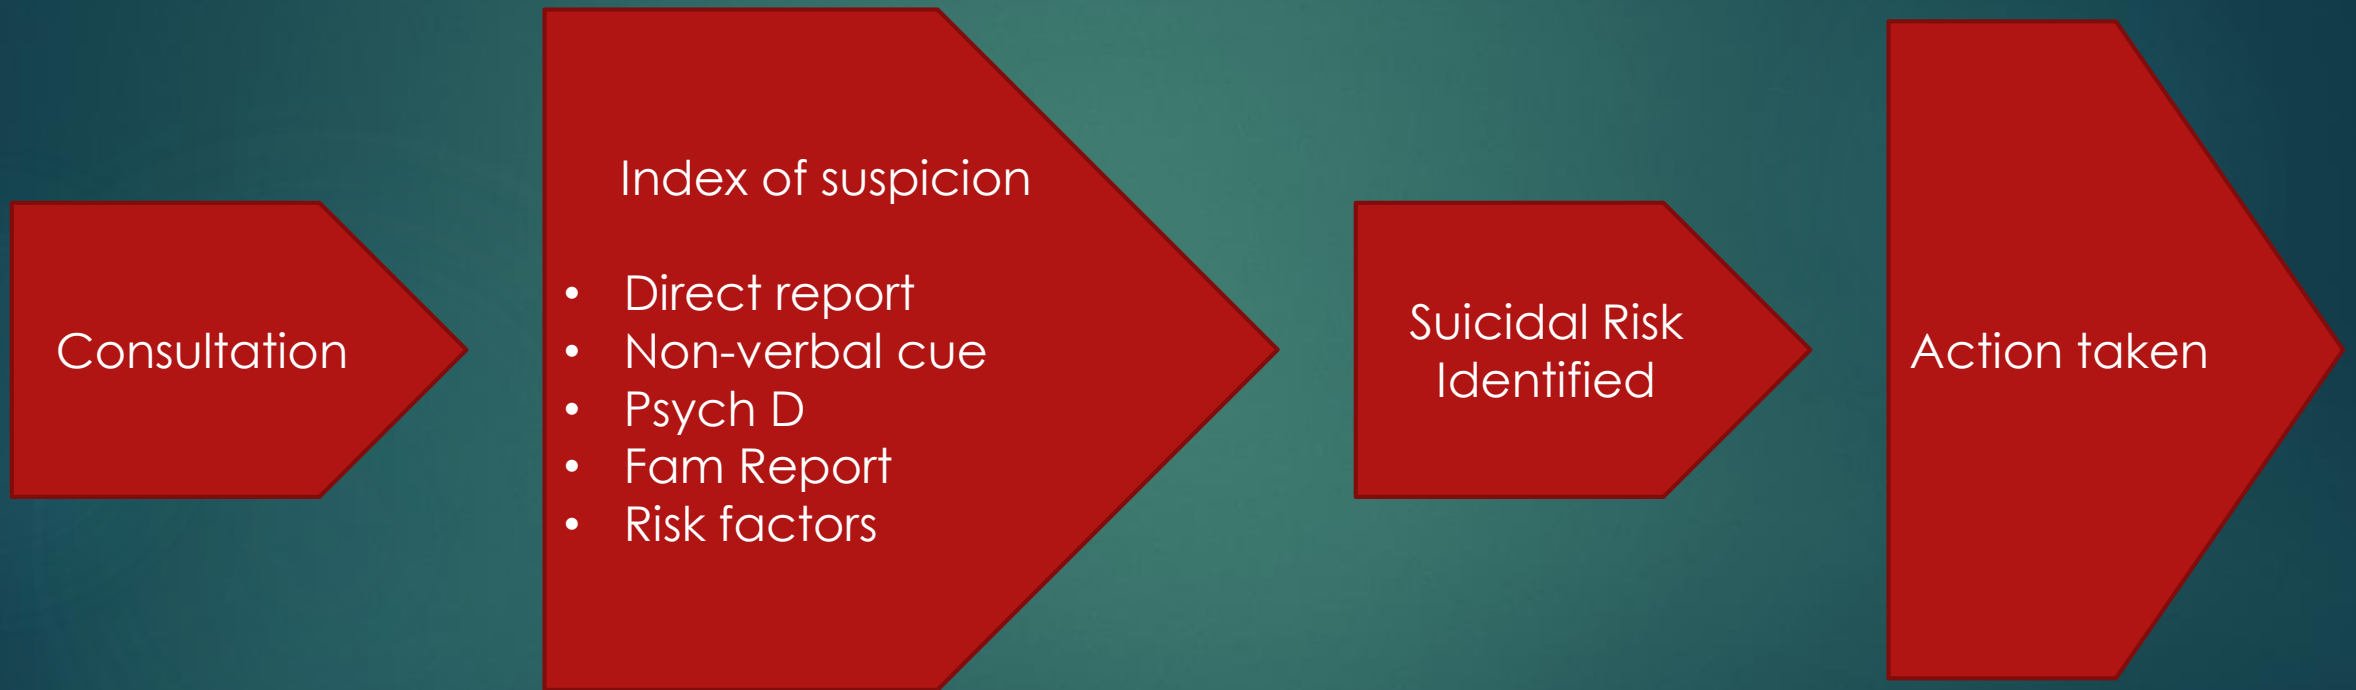 Consultation
Index of suspicion
• Direct report
• Non-verbal cue
• Psych D
• Fam Report
• Risk factors
Suicidal Risk
Identified
Action taken